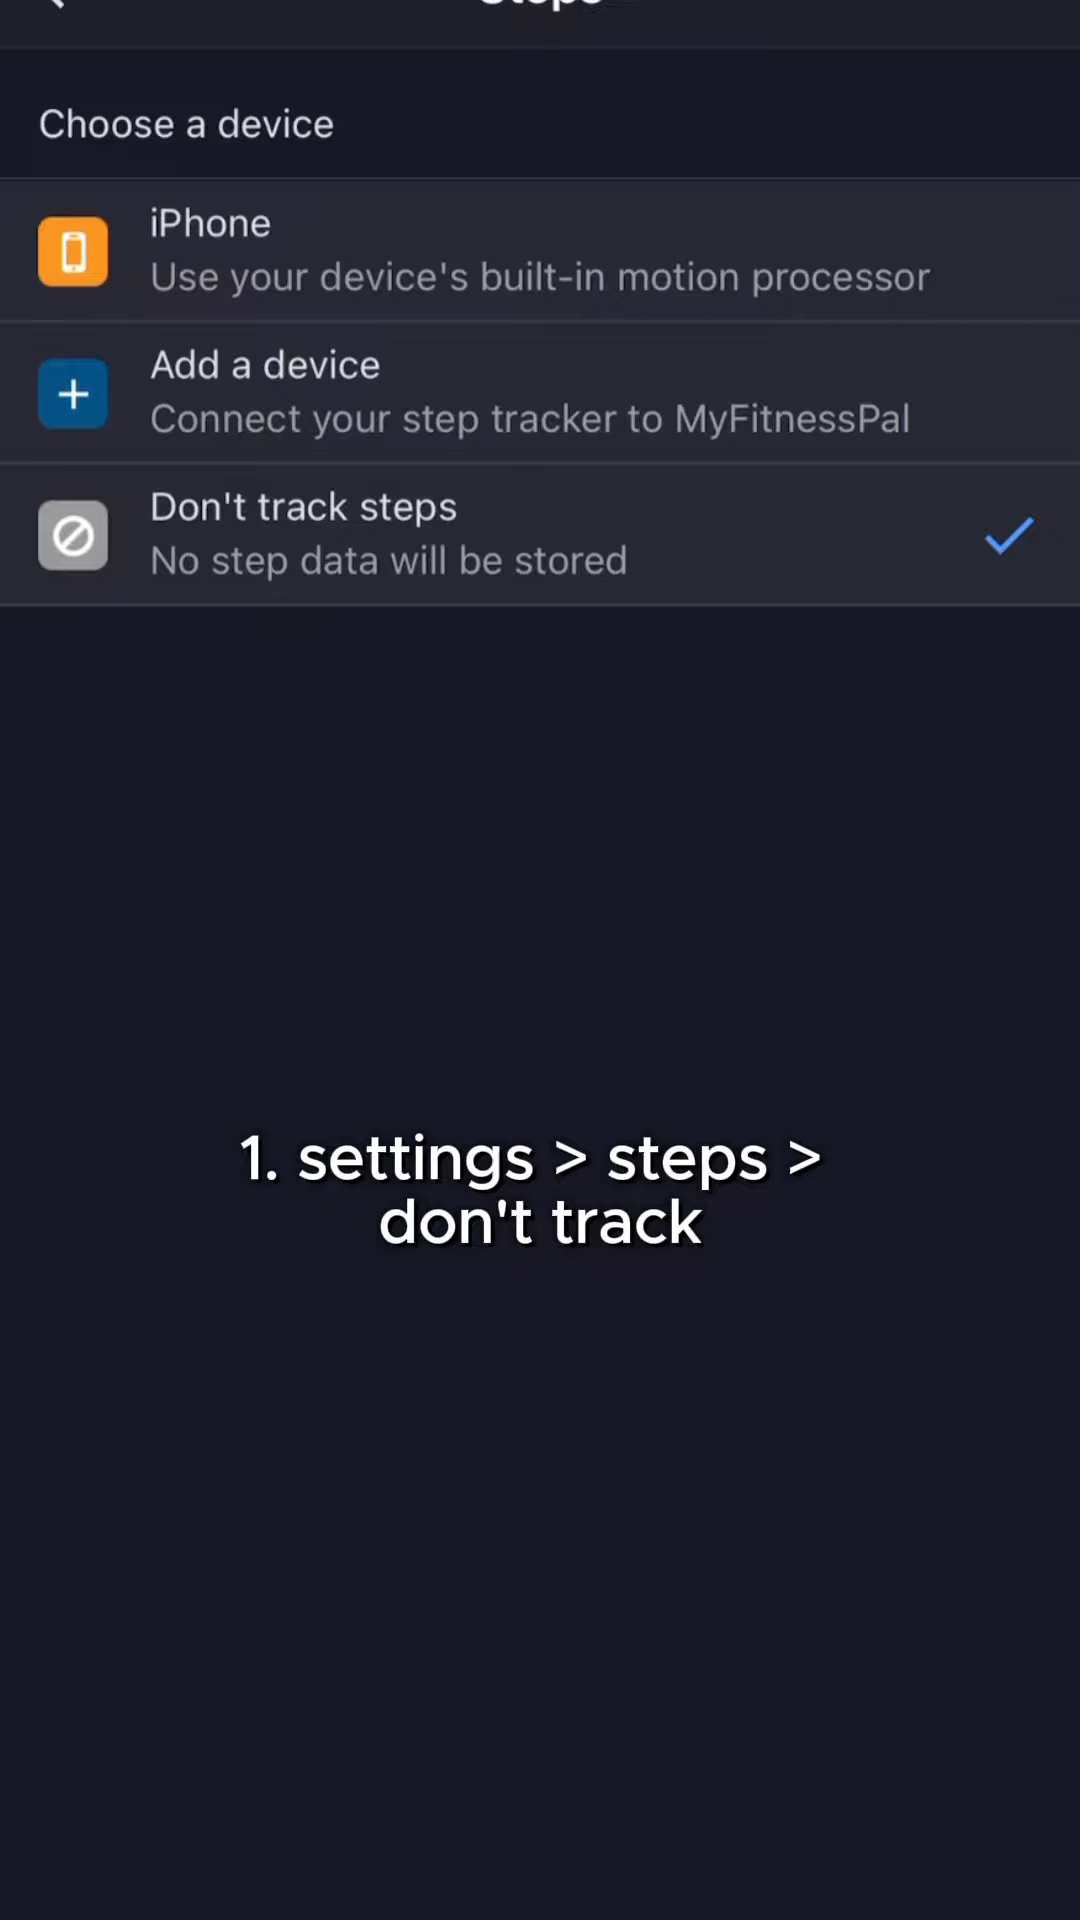 Steps
Choose a device
iPhone
Use your device's built-in motion processor
Add a device
Connect your step tracker to MyFitnessPal
Don't track steps
No step data will be stored
1. settings > steps >
don't track